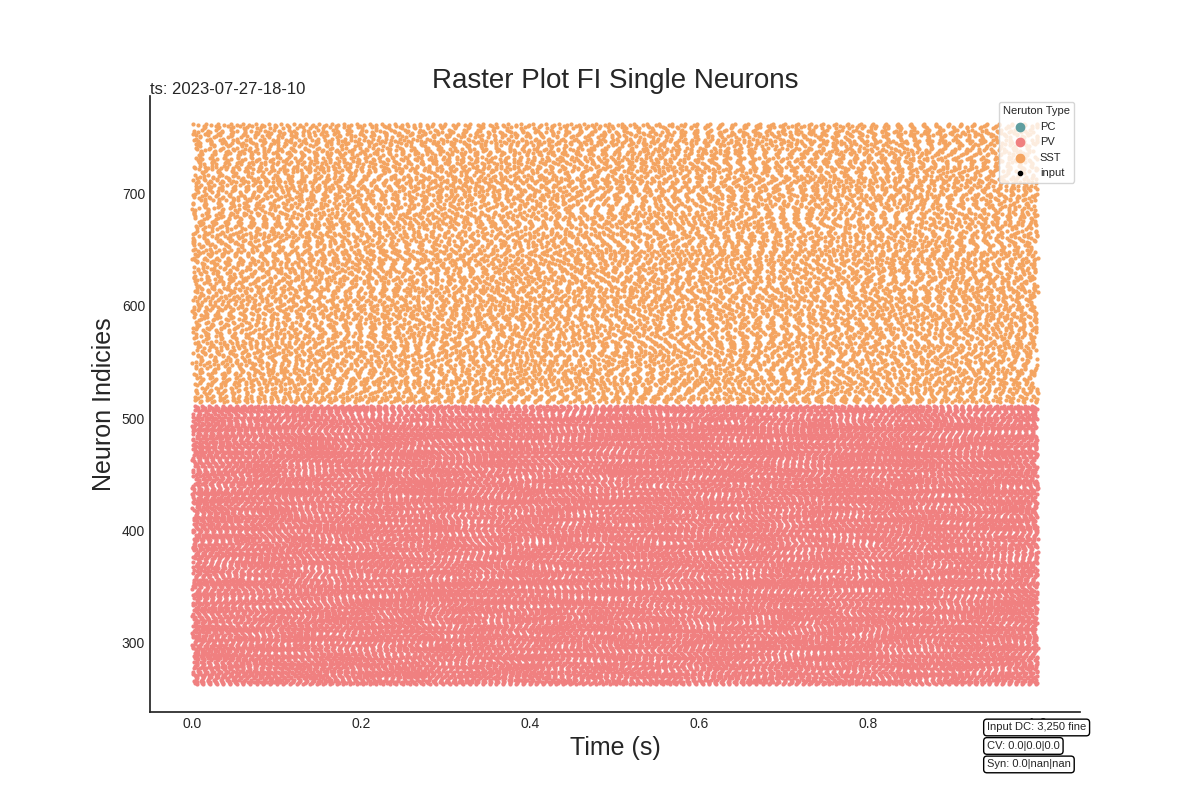 Raster Plot FI Single Neurons
ts: 2023-07-27-18-10
Neruton Type
PC
PV
SST
input
700
600
500
400
300
Neuron Indicies
0.0 0.2 0.4 0.6 0.8
Time (s)
Input DC: 3,250 fine
CV: 0.0|0.0|0.0
Syn: 0.0|nan|nan